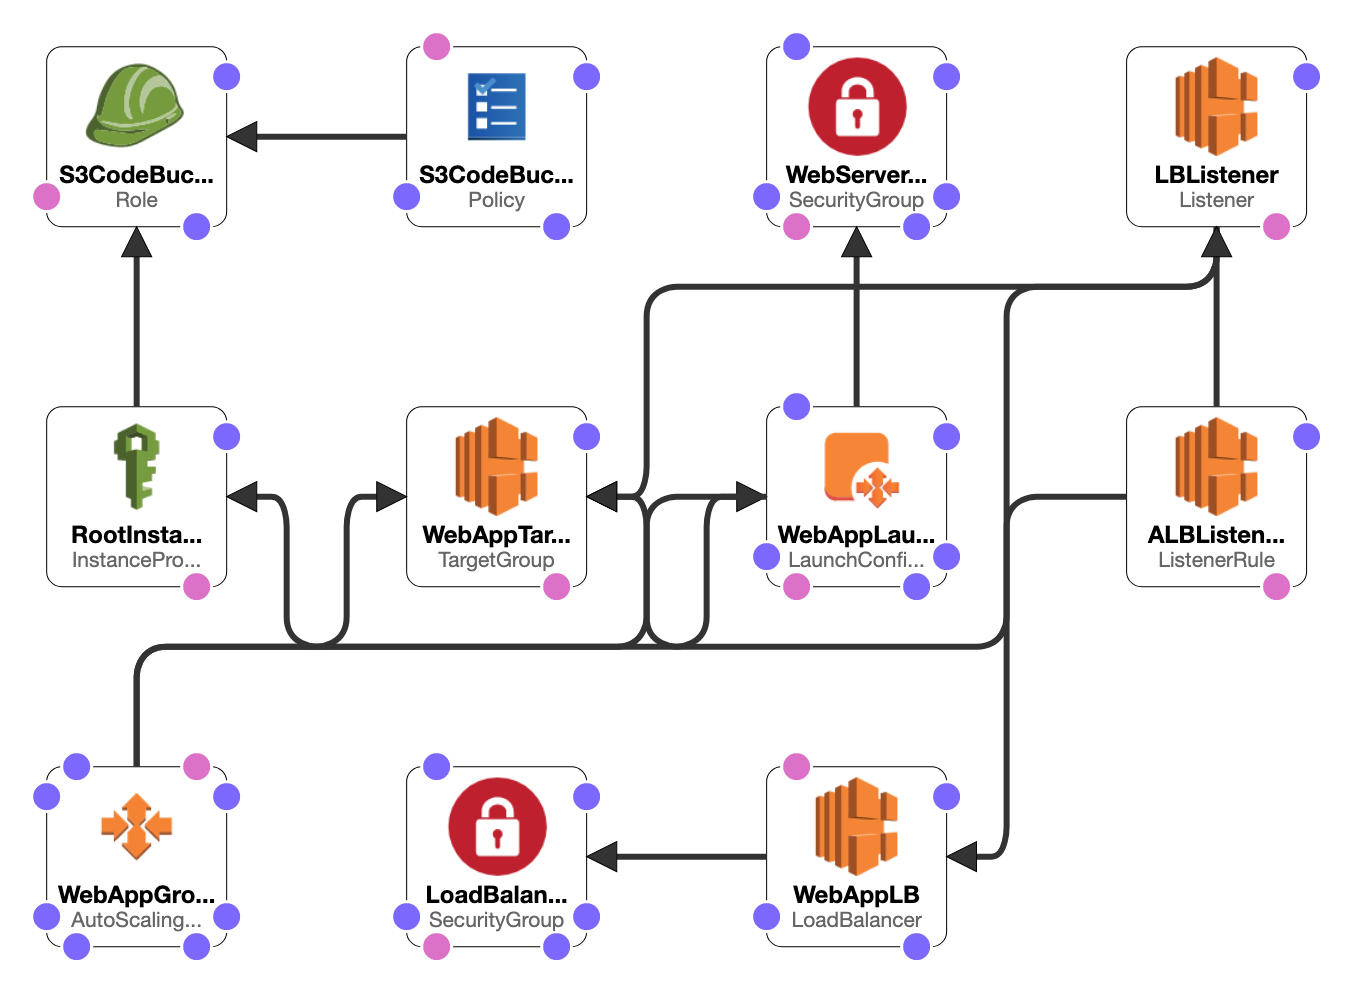 S3CodeBuc...
Role
S3CodeBuc...
Policy
WebServer...
SecurityGroup
LBListener
Listener
RootInsta...
InstancePro...
WebAppTar...
TargetGroup
WebAppLau...
LaunchConfi...
ALBListen...
ListenerRule
WebAppGro...
AutoScaling...
LoadBalan...
SecurityGroup
WebAppLB
LoadBalancer